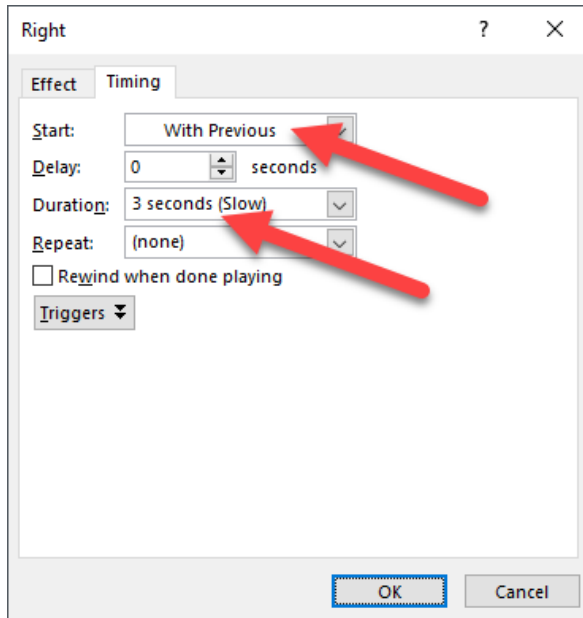 Right ?
Effect Timing
Start: With Previous
Delay: 0 seconds
Duration: 3 seconds (Slow)
Repeat: (none)
Rewind when done playing
Triggers
OK Cancel